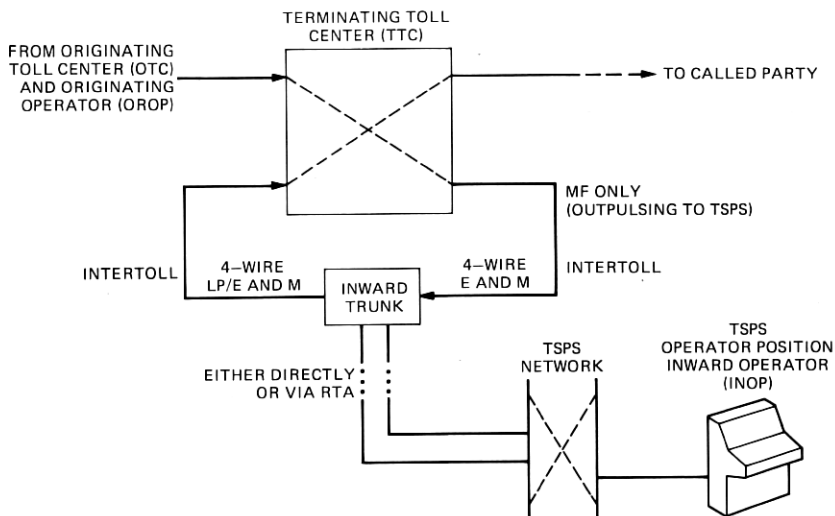 TERMINATING TOLL
CENTER (TTC)
FROM ORIGINATING
TOLL CENTER (OTC)
AND ORIGINATING
OPERATOR (OROP)
TO CALLED PARTY
MF ONLY
(OUTPULSING TO TSPS)
INTERTOLL
4–WIRE
LP/E AND M
4–WIRE
E AND M
INTERTOLL
INWARD
TRUNK
EITHER DIRECTLY
OR VIA RTA
TSPS
NETWORK
TSPS
OPERATOR POSITION
INWARD OPERATOR
(INOP)